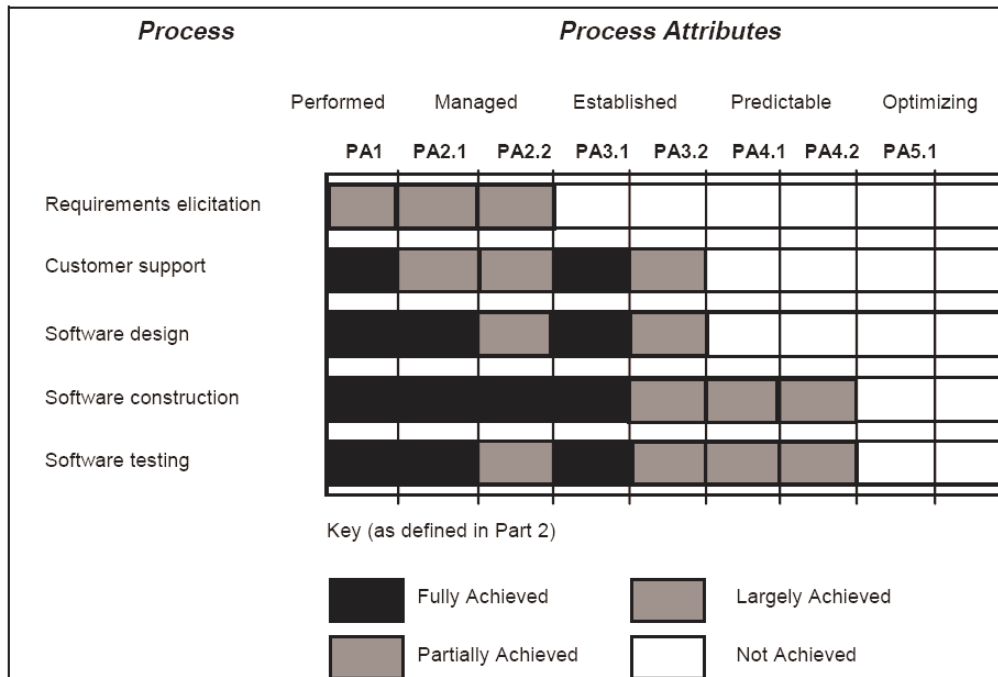 Process Process Attributes
Performed Managed Established Predictable Optimizing
PA1 PA2.1 PA2.2 PA3.1 PA3.2 PA4.1 PA4.2 PA5.1
Requirements elicitation
Customer support
Software design
Software construction
Software testing
Key (as defined in Part 2)
Fully Achieved Largely Achieved
Partially Achieved Not Achieved